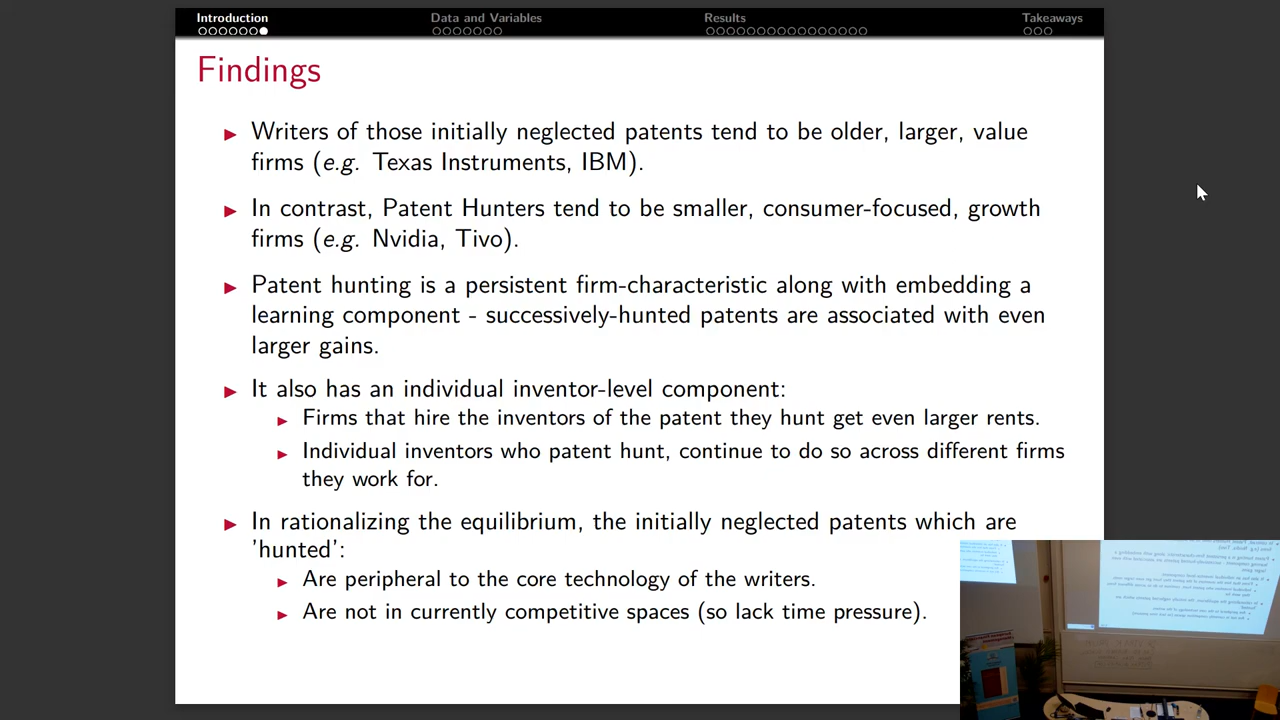 Introduction
Data and Variables
Results
Takeaways
Findings
Writers of those initially neglected patents tend to be older, larger, value
firms (e.g. Texas Instruments, IBM).
In contrast, Patent Hunters tend to be smaller, consumer-focused, growth
firms (e.g. Nvidia, Tivo).
Patent hunting is a persistent firm-characteristic along with embedding a
learning component - successively-hunted patents are associated with even
larger gains.
It also has an individual inventor-level component:
Firms that hire the inventors of the patent they hunt get even larger rents.
Individual inventors who patent hunt, continue to do so across different firms
they work for.
In rationalizing the equilibrium, the initially neglected patents which are
'hunted':
Are peripheral to the core technology of the writers.
Are not in currently competitive spaces (so lack time pressure).